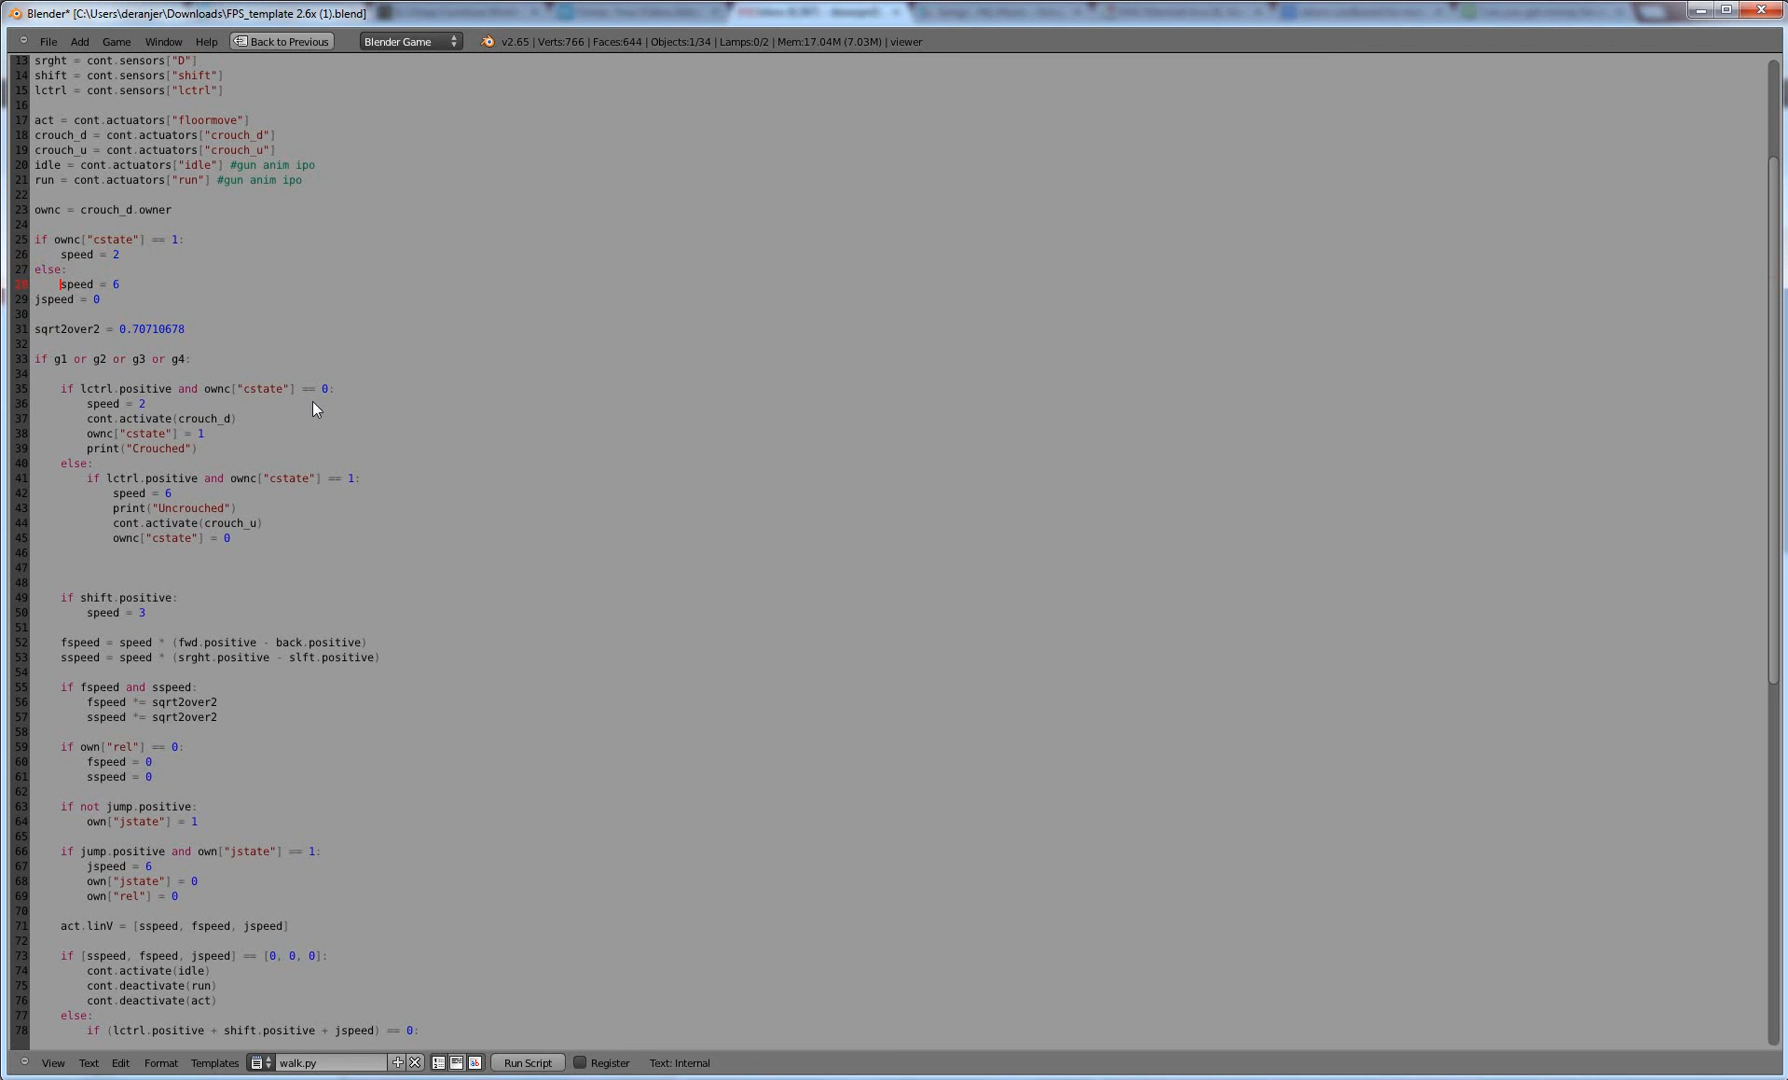 Blender* [C:\Users\deranjer\Downloads\FPS_template 2.6x (1).blend]
File Add Game Window Help Back to Previous Blender Game v2.65 | Verts:766 | Faces:644 | Objects:1/34 | Lamps:0/2 | Mem:17.04M (7.03M) | viewer
13 srght = cont.sensors["D"]
14 shift = cont.sensors["shift"]
15 lctrl = cont.sensors["lctrl"]
16
17 act = cont.actuators["floormove"]
18 crouch_d = cont.actuators["crouch_d"]
19 crouch_u = cont.actuators["crouch_u"]
20 idle = cont.actuators["idle"] #gun anim ipo
21 run = cont.actuators["run"] #gun anim ipo
22
23 ownc = crouch_d.owner
24
25 if ownc["cstate"] == 1:
26 speed = 2
27 else:
28 speed = 6
29 jspeed = 0
30
31 sqrt2over2 = 0.70710678
32
33 if g1 or g2 or g3 or g4:
34
35 if lctrl.positive and ownc["cstate"] == 0:
36 speed = 2
37 cont.activate(crouch_d)
38 ownc["cstate"] = 1
39 print("Crouched")
40 else:
41 if lctrl.positive and ownc["cstate"] == 1:
42 speed = 6
43 print("Uncrouched")
44 cont.activate(crouch_u)
45 ownc["cstate"] = 0
46
47
48
49 if shift.positive:
50 speed = 3
51
52 fspeed = speed * (fwd.positive - back.positive)
53 sspeed = speed * (srght.positive - slft.positive)
54
55 if fspeed and sspeed:
56 fspeed *= sqrt2over2
57 sspeed *= sqrt2over2
58
59 if own["rel"] == 0:
60 fspeed = 0
61 sspeed = 0
62
63 if not jump.positive:
64 own["jstate"] = 1
65
66 if jump.positive and own["jstate"] == 1:
67 jspeed = 6
68 own["jstate"] = 0
69 own["rel"] = 0
70
71 act.linV = [sspeed, fspeed, jspeed]
72
73 if [sspeed, fspeed, jspeed] == [0, 0, 0]:
74 cont.activate(idle)
75 cont.deactivate(run)
76 cont.deactivate(act)
77 else:
78 if (lctrl.positive + shift.positive + jspeed) == 0:
View Text Edit Format Templates walk.py Run Script Register Text: Internal